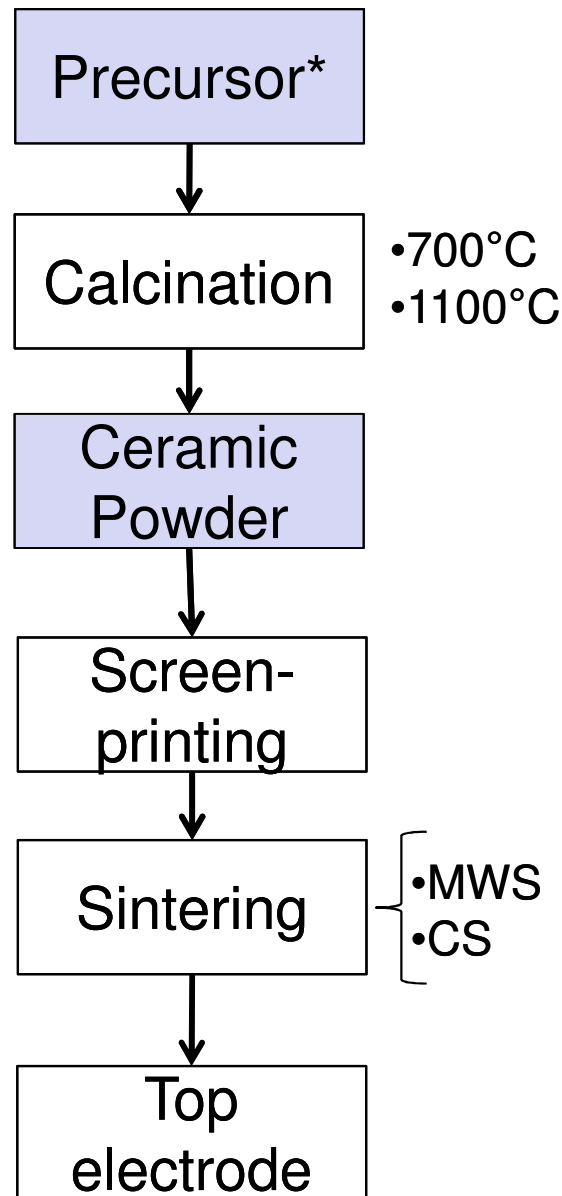 Precursor*
Calcination
•700°C
•1100°C
Ceramic
Powder
Screen-
printing
Sintering
•MWS
•CS
Top
electrode